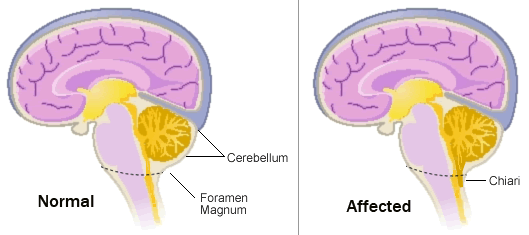 Cerebellum
Foramen
Magnum
Normal
Chiari
Affected